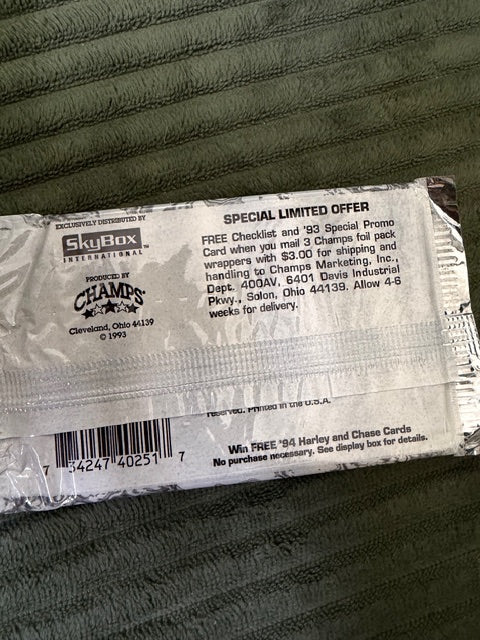 EXCLUSIVELY DISTRIBUTED BY
SkyBox™
INTERNATIONAL
PRODUCED BY
CHAMPS
Cleveland, Ohio 44139
© 1993
SPECIAL LIMITED OFFER
FREE Checklist and '93 Special Promo
Card when you mail 3 Champs foil pack
wrappers with $3.00 for shipping and
handling to Champs Marketing, Inc.,
Dept. 400AV, 6401 Davis Industrial
Pkwy., Solon, Ohio 44139. Allow 4-6
weeks for delivery.
reserved. Printed in the U.S.A.
7 34247 40251 7
Win FREE '94 Harley and Chase Cards
No purchase necessary. See display box for details.